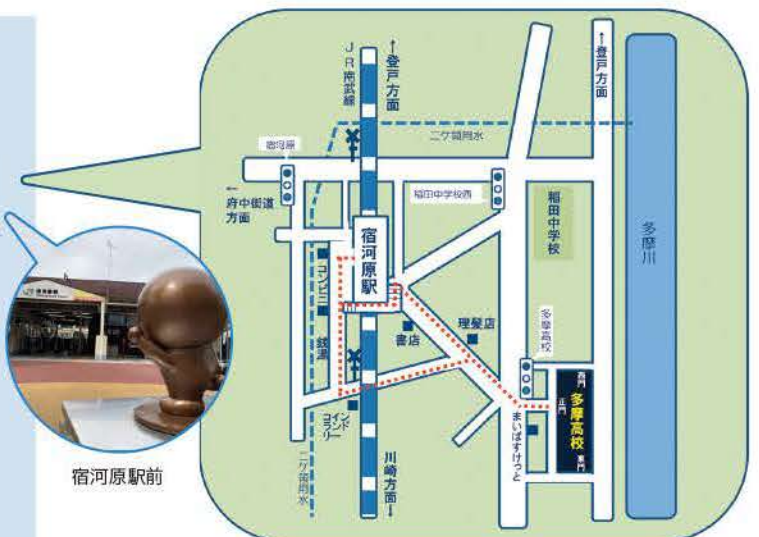 JR南武線
←登戸方面
←登戸方面
二ケ領用水
宿河原
←府中街道方面
稲田中学校西
稲田中学校
多摩川
宿河原駅
コンビニ
銭湯
書店
理髪店
多摩高校
コインランドリー
まいばすけっと
西門
正門
多摩高校
東門
二ケ領用水
川崎方面→
宿河原駅前